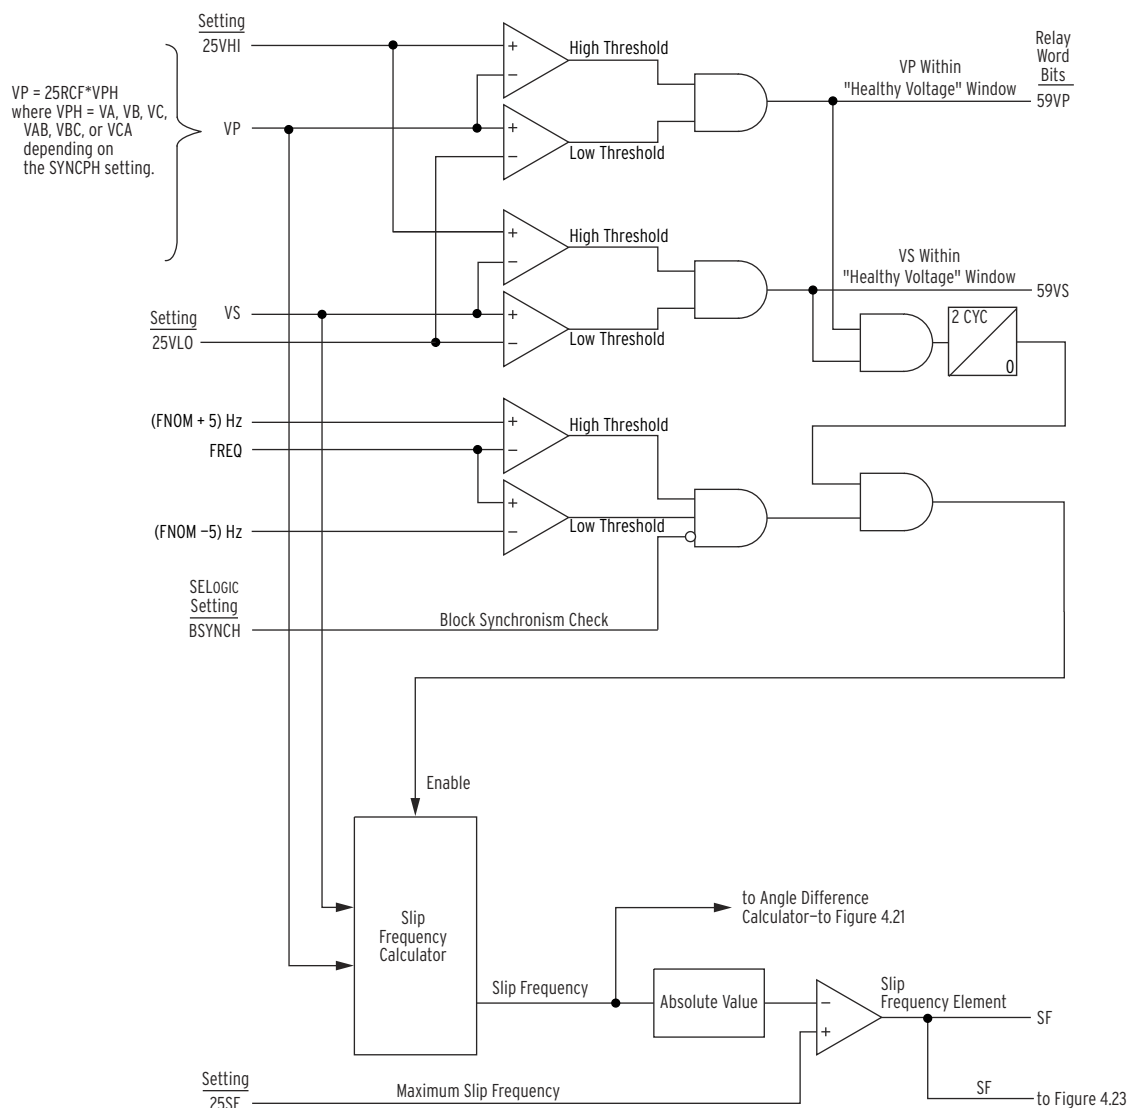 Setting
25VHI
VP = 25RCF*VPH
where VPH = VA, VB, VC,
VAB, VBC, or VCA
depending on
the SYNCPH setting.
VP
+
−
High Threshold
+
−
Low Threshold
VP Within
"Healthy Voltage" Window
Relay
Word
Bits
59VP
+
−
High Threshold
VS
Setting
25VLO
+
−
Low Threshold
VS Within
"Healthy Voltage" Window
59VS
2 CYC
0
(FNOM + 5) Hz
FREQ
(FNOM −5) Hz
+
−
High Threshold
+
−
Low Threshold
SELOGIC
Setting
BSYNCH
Block Synchronism Check
Enable
Slip
Frequency
Calculator
to Angle Difference
Calculator–to Figure 4.21
Slip Frequency
Absolute Value
−
+
Slip
Frequency Element
SF
Setting
25SF
Maximum Slip Frequency
SF
to Figure 4.23